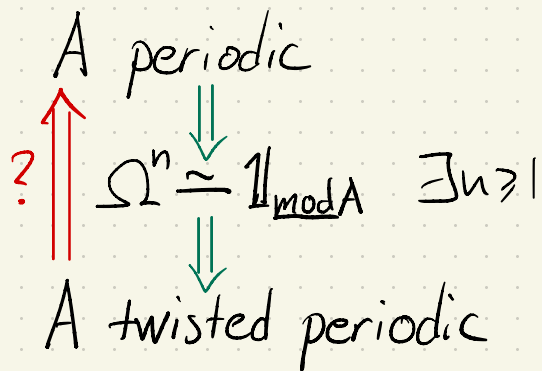 A periodic
? Ωⁿ ≃ 𝟙_modA ∃n≥1
A twisted periodic